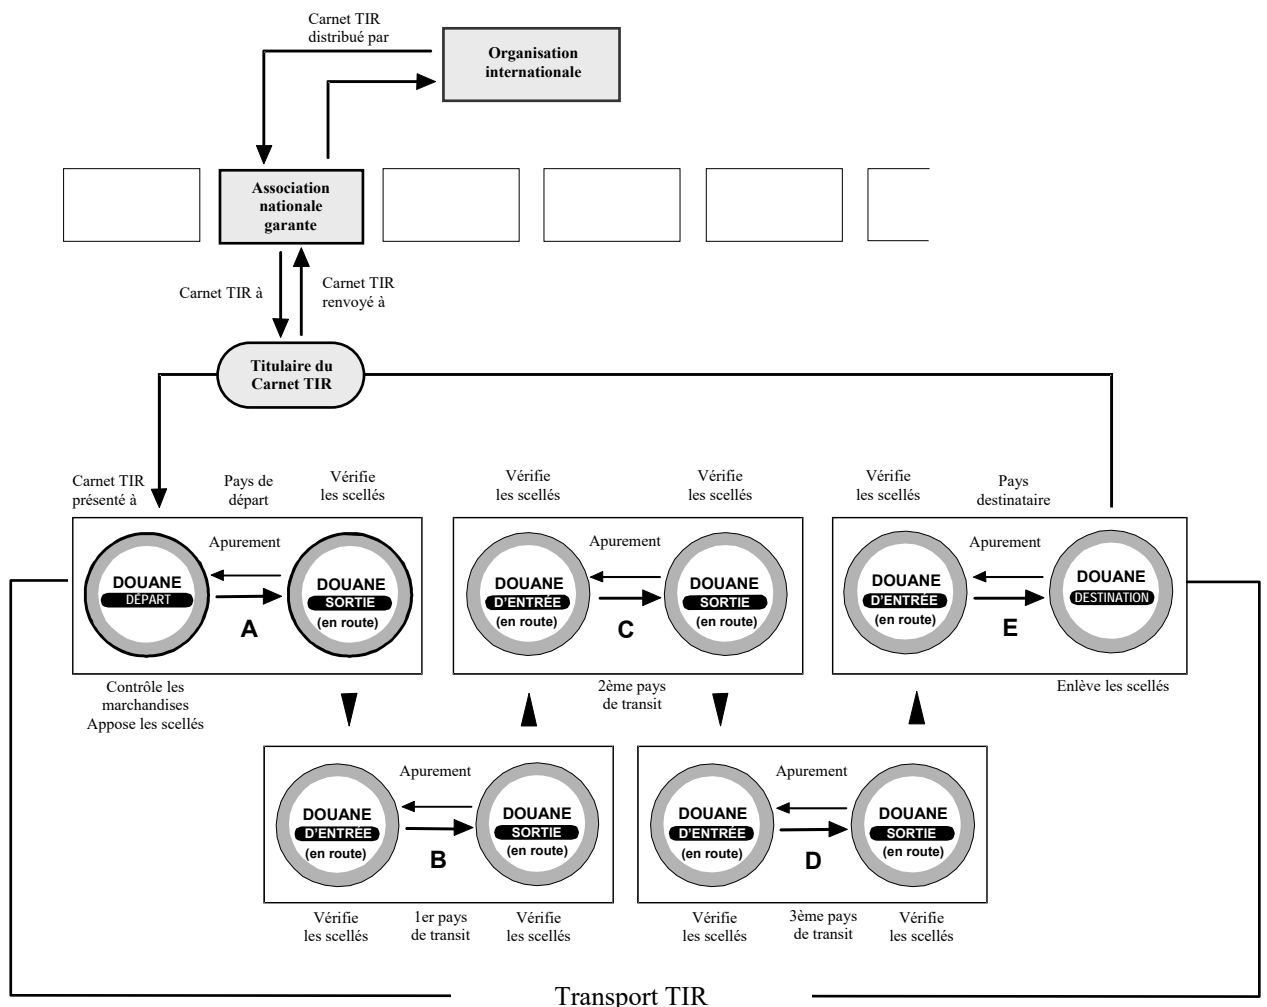 Carnet TIR
distribué par
Organisation
internationale
Association
nationale
garante
Carnet TIR à
Carnet TIR
renvoyé à
Titulaire du
Carnet TIR
Carnet TIR
présenté à
Pays de
départ
Vérifie
les scellés
Vérifie
les scellés
Vérifie
les scellés
Vérifie
les scellés
Pays
destinataire
DOUANE
DÉPART
Apurement
A
DOUANE
SORTIE
(en route)
DOUANE
D'ENTRÉE
(en route)
Apurement
C
DOUANE
SORTIE
(en route)
DOUANE
D'ENTRÉE
(en route)
Apurement
E
DOUANE
DESTINATION
Contrôle les
marchandises
Appose les scellés
2ème pays
de transit
Enlève les scellés
DOUANE
D'ENTRÉE
(en route)
Apurement
B
DOUANE
SORTIE
(en route)
DOUANE
D'ENTRÉE
(en route)
Apurement
D
DOUANE
SORTIE
(en route)
Vérifie
les scellés
1er pays
de transit
Vérifie
les scellés
Vérifie
les scellés
3ème pays
de transit
Vérifie
les scellés
Transport TIR